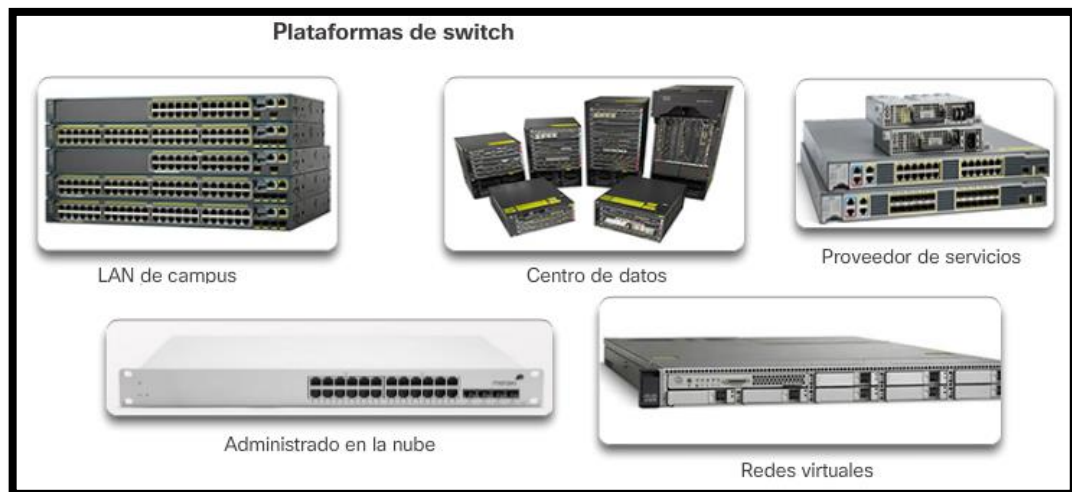 Plataformas de switch
LAN de campus
Centro de datos
Proveedor de servicios
Administrado en la nube
Redes virtuales